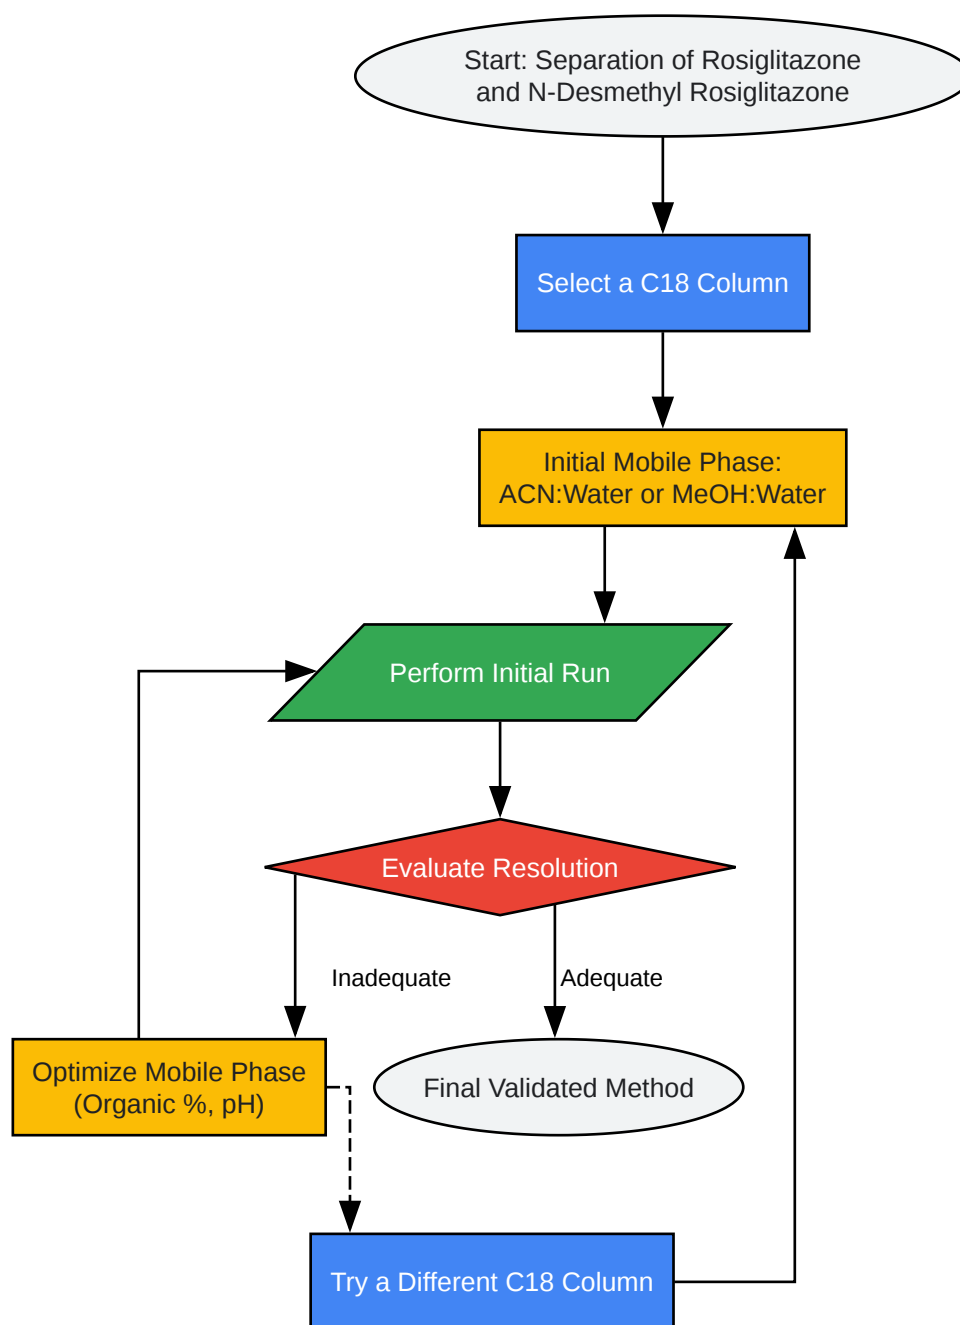 Start: Separation of Rosiglitazone
and N-Desmethyl Rosiglitazone
Select a C18 Column
Initial Mobile Phase:
ACN:Water or MeOH:Water
Perform Initial Run
Evaluate Resolution
Inadequate
Adequate
Optimize Mobile Phase
(Organic %, pH)
Final Validated Method
Try a Different C18 Column